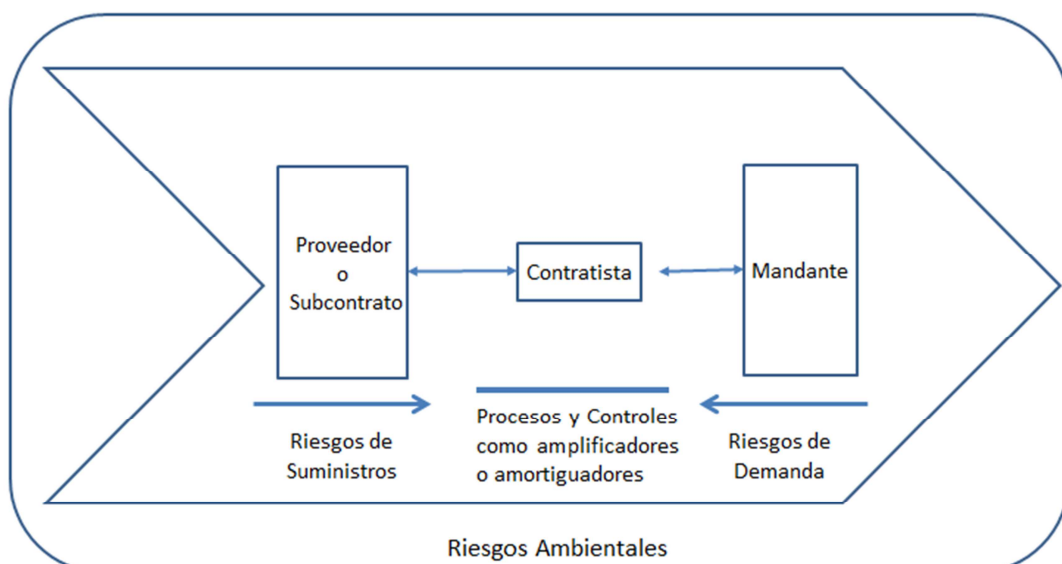 Proveedor
o
Subcontrato
Contratista
Mandante
Riesgos de
Suministros
Procesos y Controles
como amplificadores
o amortiguadores
Riesgos de
Demanda
Riesgos Ambientales